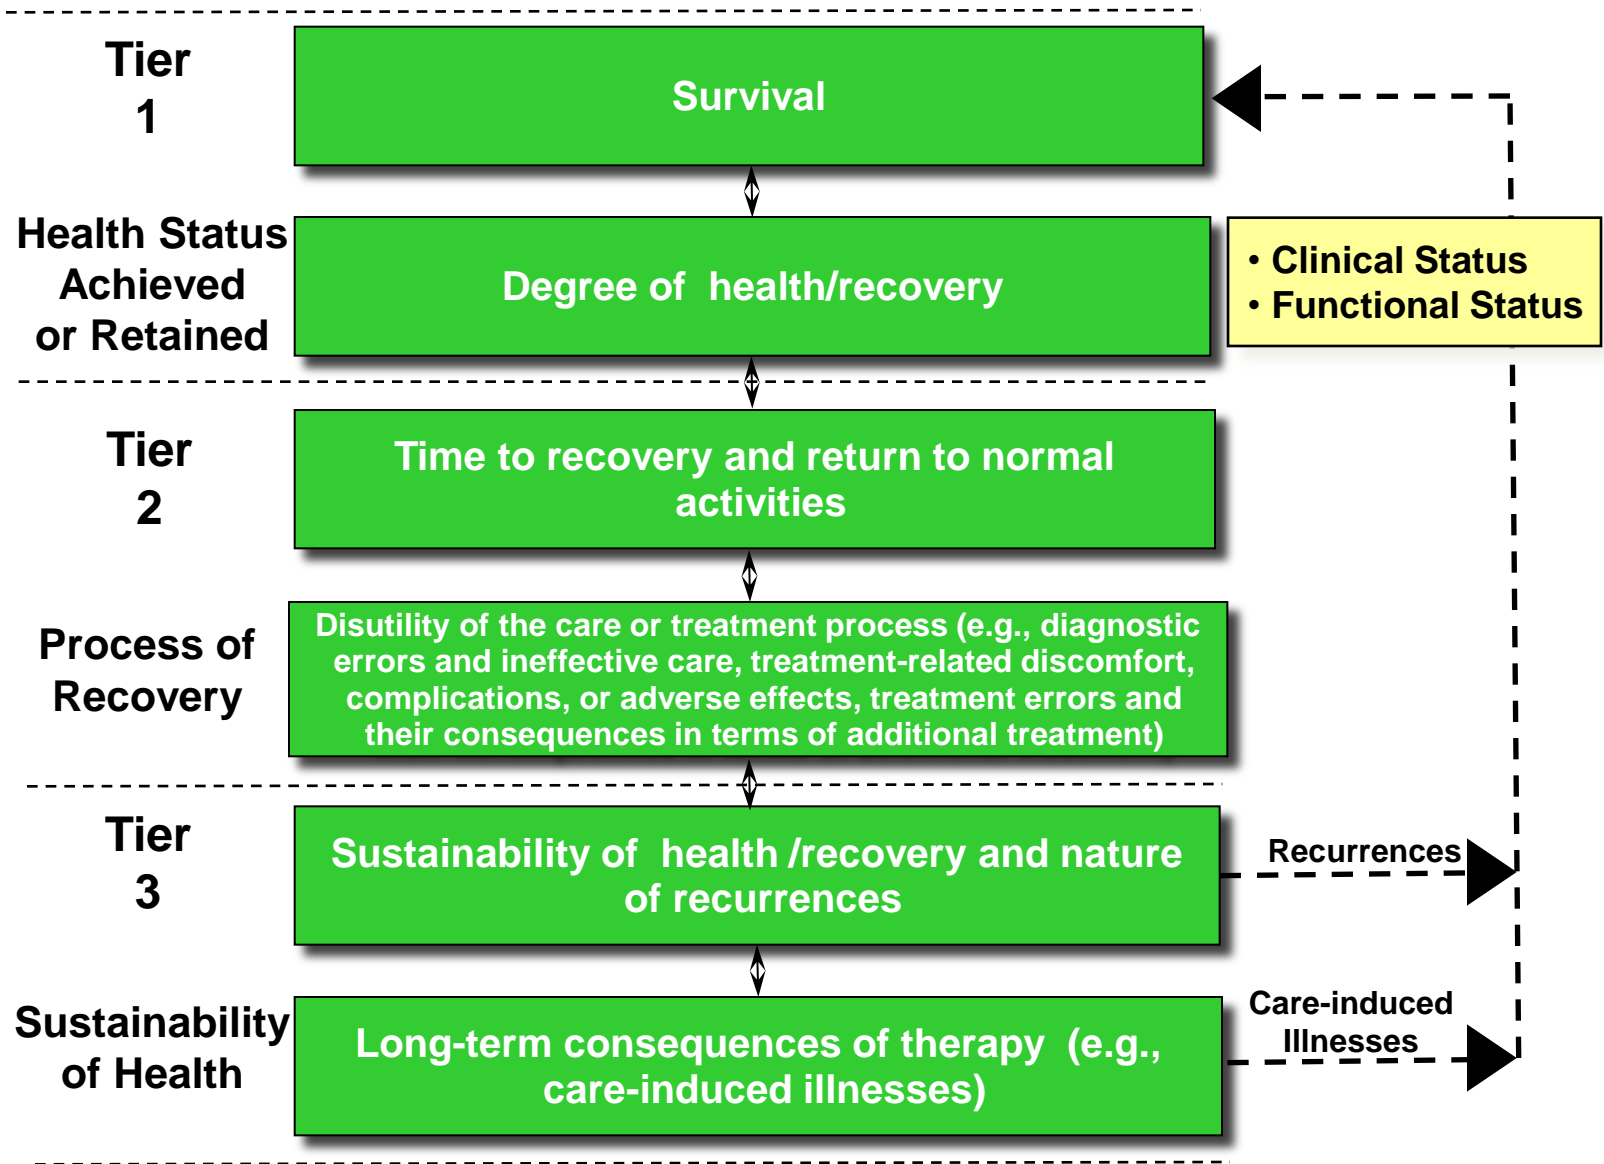 Tier
1
Survival
Health Status
Achieved
or Retained
Degree of  health/recovery
• Clinical Status
• Functional Status
Tier
2
Time to recovery and return to normal
activities
Process of
Recovery
Disutility of the care or treatment process (e.g., diagnostic
errors and ineffective care, treatment-related discomfort,
complications, or adverse effects, treatment errors and
their consequences in terms of additional treatment)
Tier
3
Sustainability of  health /recovery and nature
of recurrences
Recurrences
Sustainability
of Health
Long-term consequences of therapy  (e.g.,
care-induced illnesses)
Care-induced
Illnesses